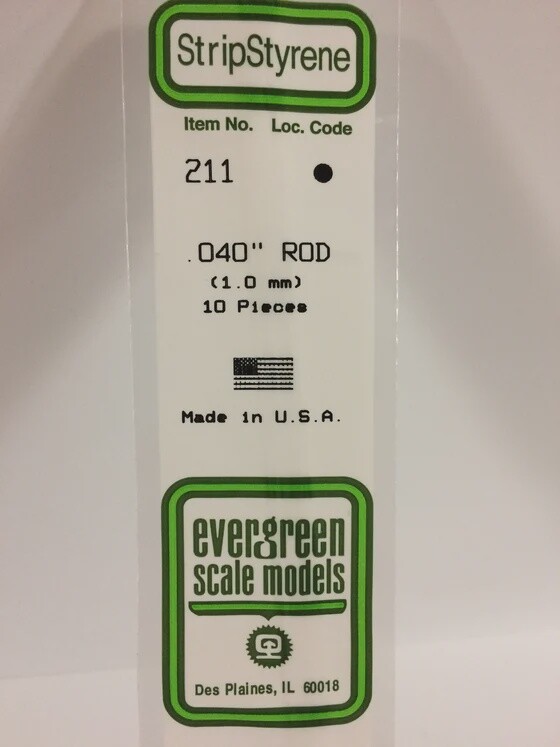 StripStyrene
Item No. Loc. Code
211 ●
.040" ROD
(1.0 mm)
10 Pieces
Made in U.S.A.
evergreen
scale models
Des Plaines, IL 60018